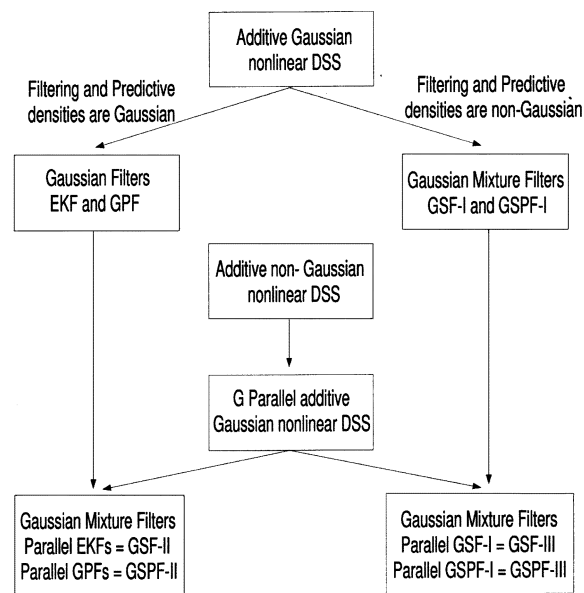 Additive Gaussian
nonlinear DSS
Filtering and Predictive
densities are Gaussian
Filtering and Predictive
densities are non-Gaussian
Gaussian Filters
EKF and GPF
Gaussian Mixture Filters
GSF-I and GSPF-I
Additive non- Gaussian
nonlinear DSS
G Parallel additive
Gaussian nonlinear DSS
Gaussian Mixture Filters
Parallel EKFs = GSF-II
Parallel GPFs = GSPF-II
Gaussian Mixture Filters
Parallel GSF-I = GSF-III
Parallel GSPF-I = GSPF-III